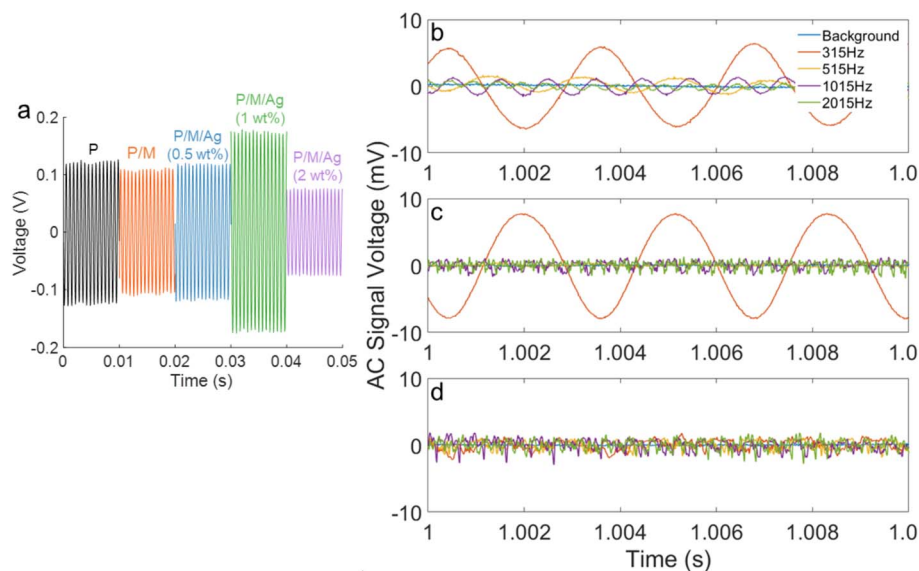 a
P
P/M
P/M/Ag
(0.5 wt%)
P/M/Ag
(1 wt%)
P/M/Ag
(2 wt%)
0.2
0.1
0
-0.1
-0.2
Voltage (V)
0 0.01 0.02 0.03 0.04 0.05
Time (s)
AC Signal Voltage (mV)
b
10
0
-10
Background
315Hz
515Hz
1015Hz
2015Hz
1 1.002 1.004 1.006 1.008 1.0
c
10
0
-10
1 1.002 1.004 1.006 1.008 1.0
d
10
0
-10
1 1.002 1.004 1.006 1.008 1.0
Time (s)